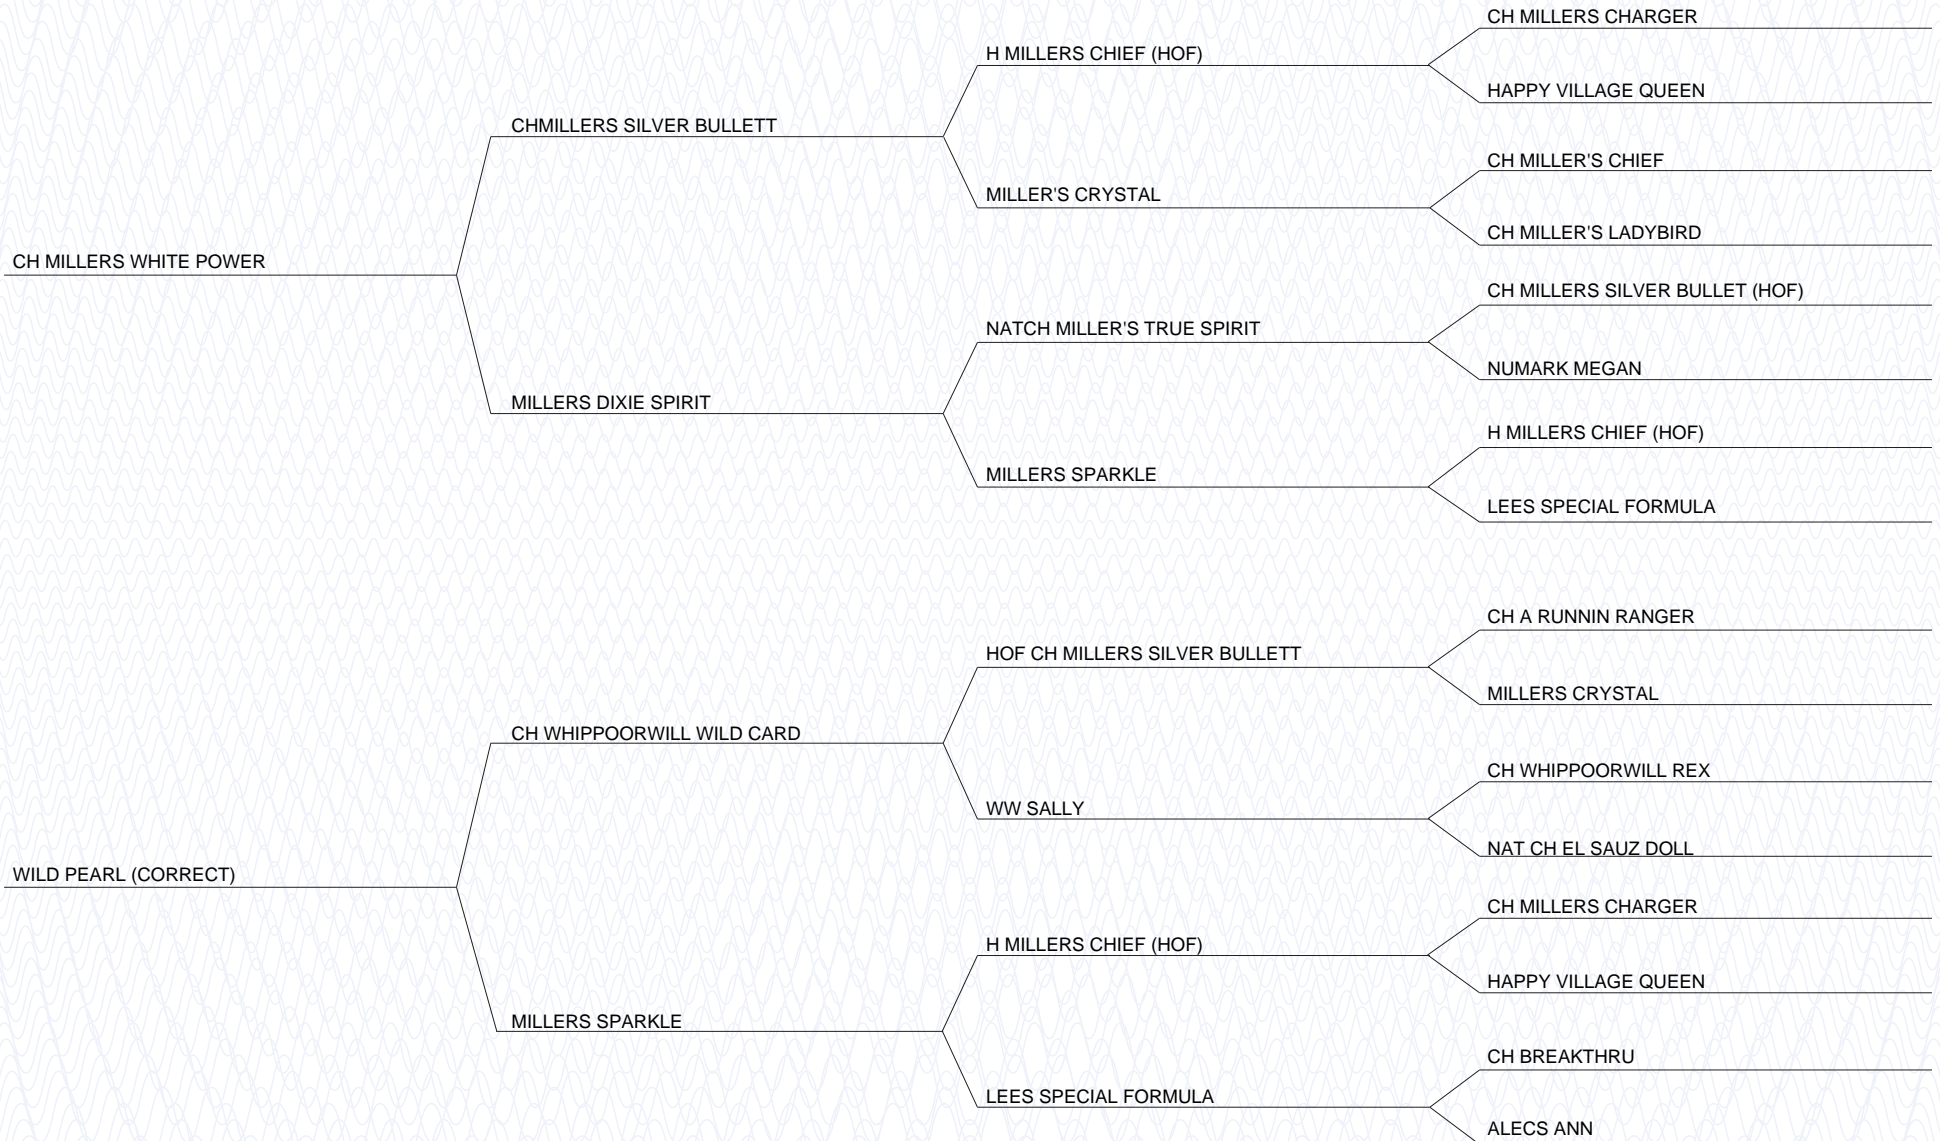 CH MILLERS CHARGER
H MILLERS CHIEF (HOF)
HAPPY VILLAGE QUEEN
CHMILLERS SILVER BULLETT
CH MILLER'S CHIEF
MILLER'S CRYSTAL
CH MILLER'S LADYBIRD
CH MILLERS WHITE POWER
CH MILLERS SILVER BULLET (HOF)
NATCH MILLER'S TRUE SPIRIT
NUMARK MEGAN
MILLERS DIXIE SPIRIT
H MILLERS CHIEF (HOF)
MILLERS SPARKLE
LEES SPECIAL FORMULA
CH A RUNNIN RANGER
HOF CH MILLERS SILVER BULLETT
MILLERS CRYSTAL
CH WHIPPOORWILL WILD CARD
CH WHIPPOORWILL REX
WW SALLY
NAT CH EL SAUZ DOLL
WILD PEARL (CORRECT)
CH MILLERS CHARGER
H MILLERS CHIEF (HOF)
HAPPY VILLAGE QUEEN
MILLERS SPARKLE
CH BREAKTHRU
LEES SPECIAL FORMULA
ALECS ANN